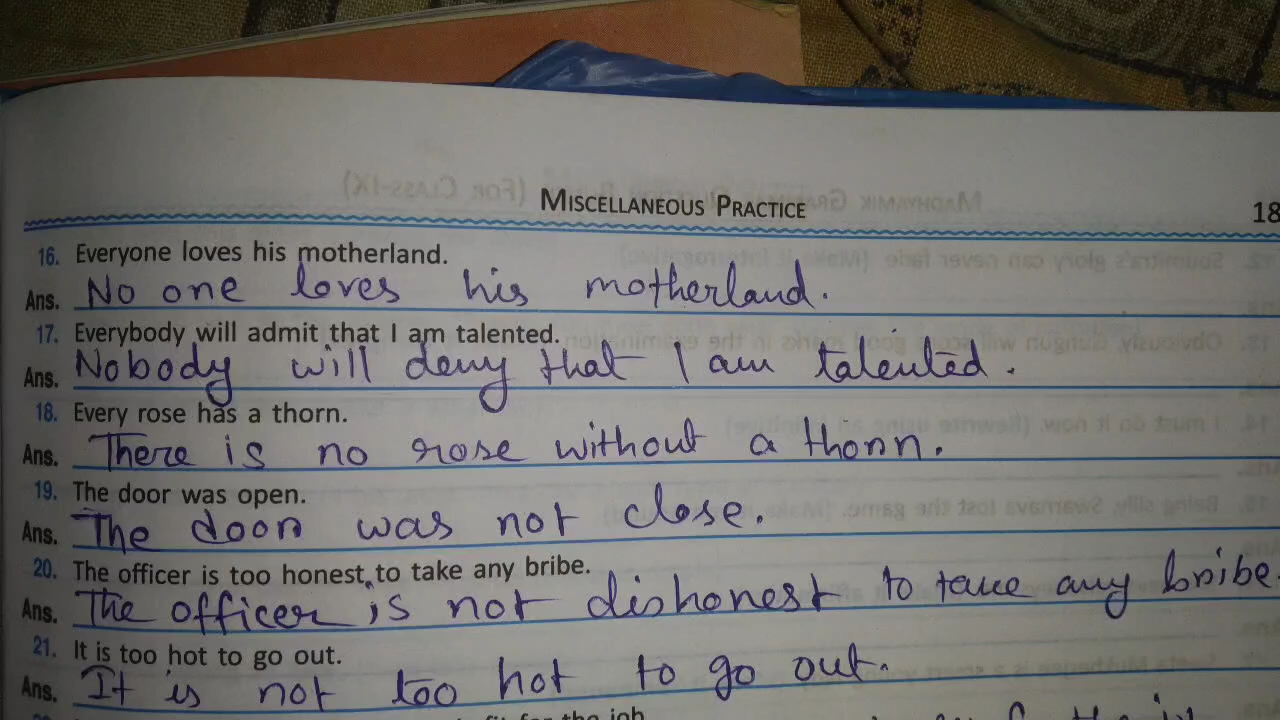 MISCELLANEOUS PRACTICE
18
16. Everyone loves his motherland.
Ans. No one loves his motherland.
17. Everybody will admit that I am talented.
Ans. Nobody will deny that I am talented.
18. Every rose has a thorn.
Ans. There is no rose without a thorn.
19. The door was open.
Ans. The door was not close.
20. The officer is too honest to take any bribe.
Ans. The officer is not dishonest to take any bribe.
21. It is too hot to go out.
Ans. It is not too hot to go out.